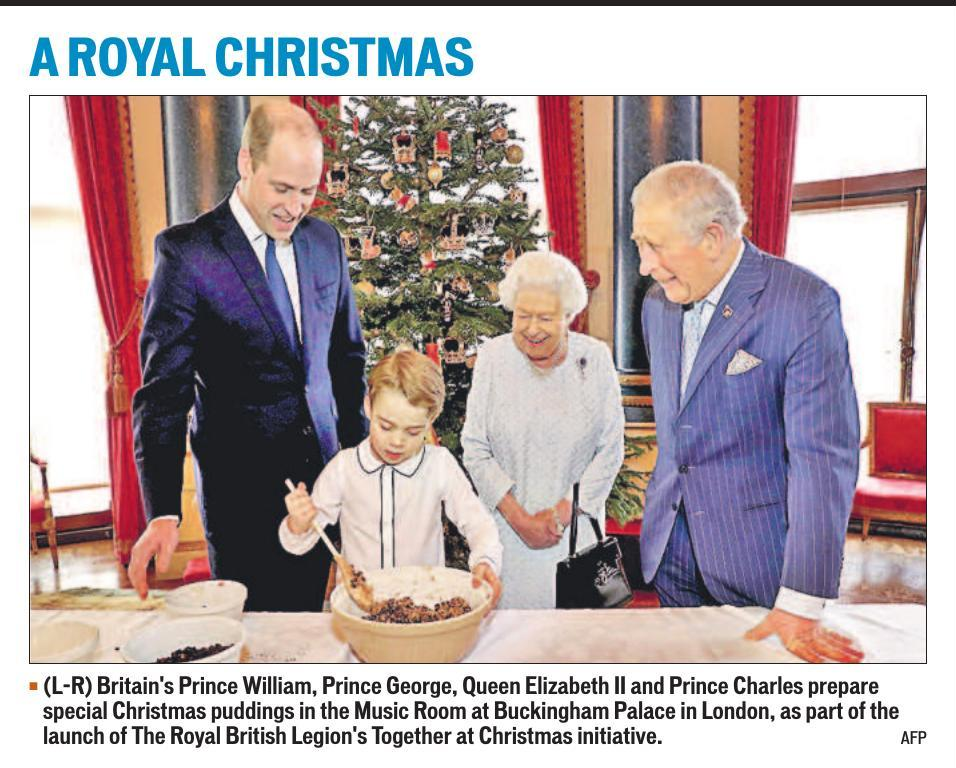 A ROYAL CHRISTMAS
(L-R) Britain's Prince William, Prince George, Queen Elizabeth II and Prince Charles prepare
special Christmas puddings in the Music Room at Buckingham Palace in London, as part of the
launch of The Royal British Legion's Together at Christmas initiative.
AFP